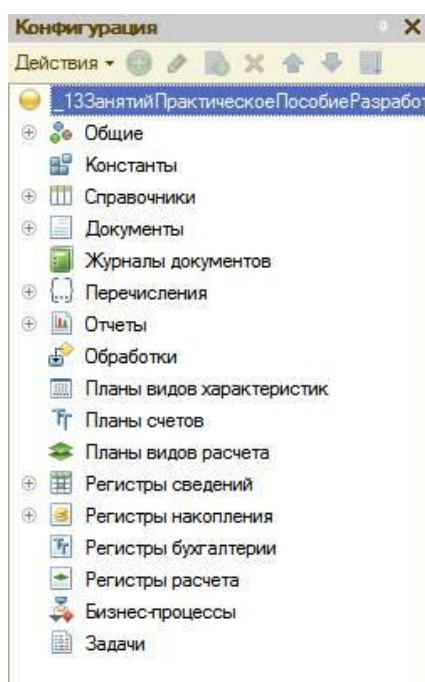 Конфигурация
Действия
_13ЗанятийПрактическоеПособиеРазработ
Общие
Константы
Справочники
Документы
Журналы документов
Перечисления
Отчеты
Обработки
Планы видов характеристик
Планы счетов
Планы видов расчета
Регистры сведений
Регистры накопления
Регистры бухгалтерии
Регистры расчета
Бизнес-процессы
Задачи